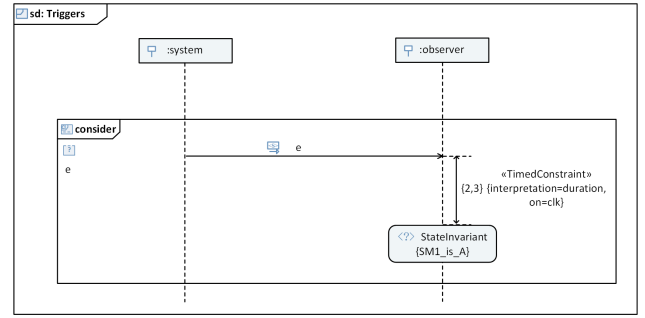 sd: Triggers
:system
:observer
consider
e
e
«TimedConstraint»
{2,3} {interpretation=duration,
on=clk}
<?> StateInvariant
{SM1_is_A}